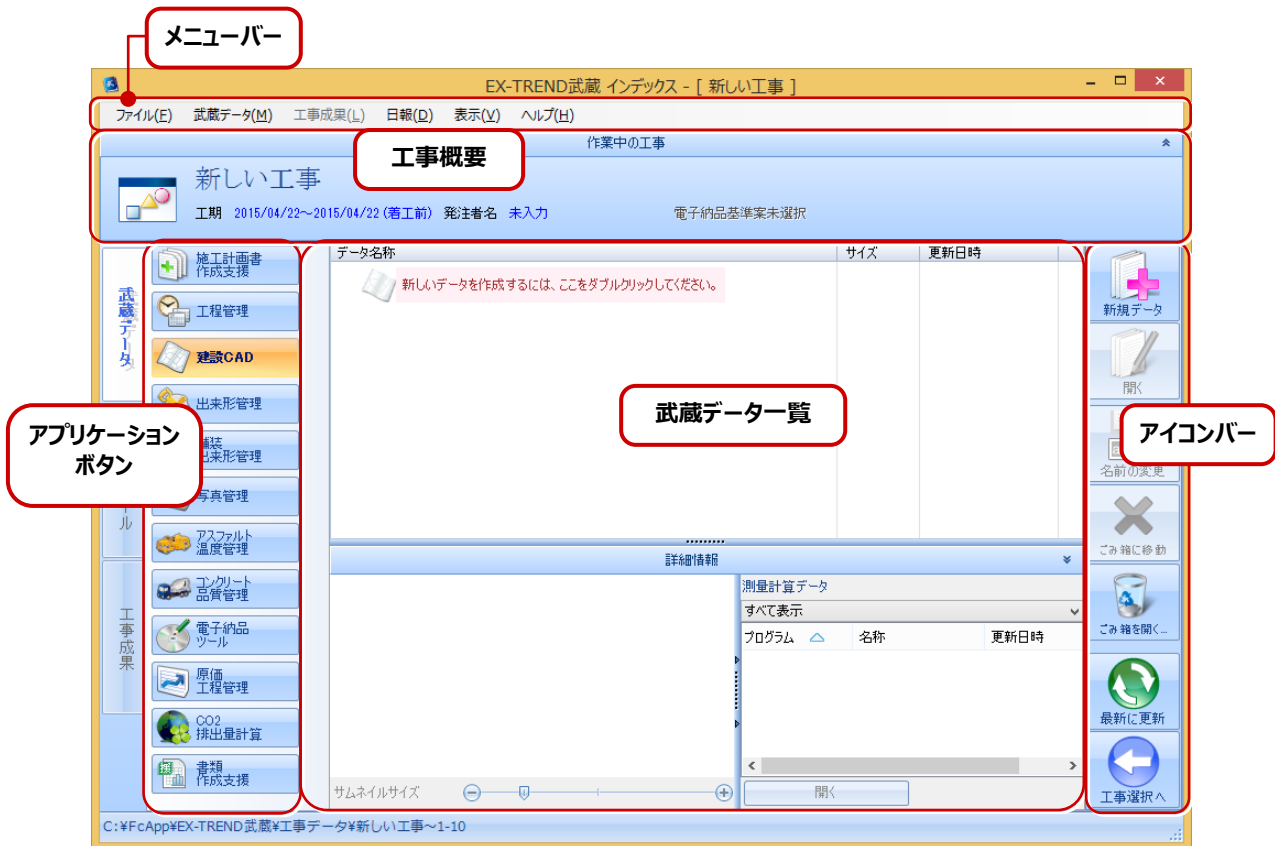 メニューバー
EX-TREND武蔵 インデックス - [ 新しい工事 ]
ファイル(F) 武蔵データ(M) 工事成果(L) 日報(D) 表示(V) ヘルプ(H)
作業中の工事
工事概要
新しい工事
工期 2015/04/22～2015/04/22 (着工前) 発注者名 未入力 電子納品基準案未選択
武蔵データ
工事成果
施工計画書
作成支援
工程管理
建設CAD
出来形管理
アプリケーション
ボタン
舗装
出来形管理
写真管理
アスファルト
温度管理
コンクリート
品質管理
電子納品
ツール
原価
工程管理
CO2
排出量計算
書類
作成支援
データ名称 サイズ 更新日時
新しいデータを作成するには、ここをダブルクリックしてください。
武蔵データ一覧
詳細情報
測量計算データ
すべて表示
プログラム 名称 更新日時
サムネイルサイズ
開く
新規データ
開く
アイコンバー
名前の変更
ごみ箱に移動
ごみ箱を開く...
最新に更新
工事選択へ
C:¥FcApp¥EX-TREND武蔵¥工事データ¥新しい工事～1-10